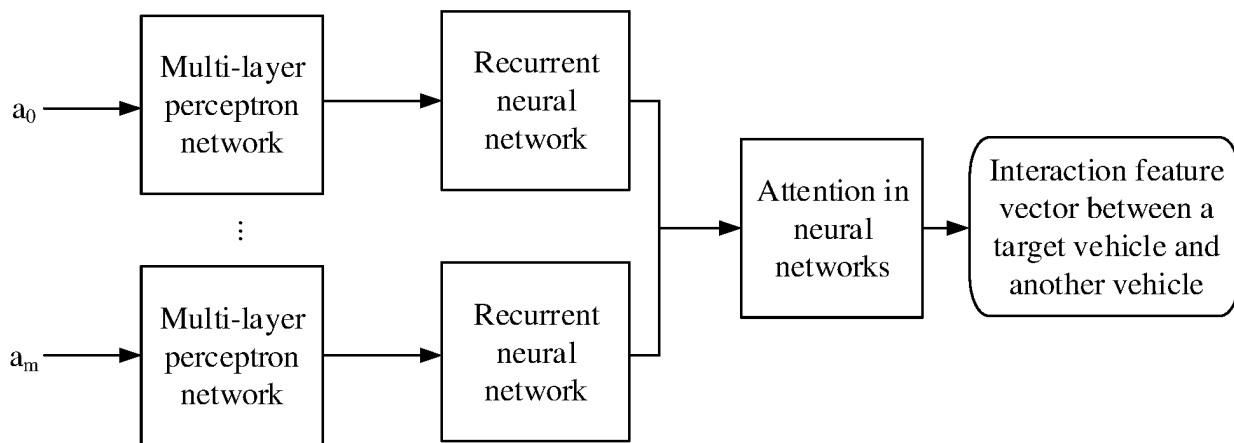 a₀
Multi-layer
perceptron
network
Recurrent
neural
network
⋮
Attention in
neural
networks
Interaction feature
vector between a
target vehicle and
another vehicle
aₘ
Multi-layer
perceptron
network
Recurrent
neural
network